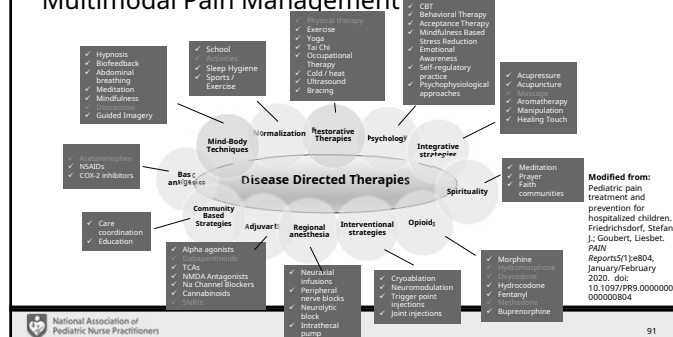 Multimodal Pain Management
✓ Hypnosis
✓ Biofeedback
✓ Abdominal
breathing
✓ Meditation
✓ Mindfulness
✓ Distraction
✓ Guided Imagery
✓ School
✓ Activities
✓ Sleep Hygiene
✓ Sports /
Exercise
✓ Physical therapy
✓ Exercise
✓ Yoga
✓ Tai Chi
✓ Occupational
Therapy
✓ Cold / heat
✓ Ultrasound
✓ Bracing
✓ CBT
✓ Behavioral Therapy
✓ Acceptance Therapy
✓ Mindfulness Based
Stress Reduction
✓ Emotional
Awareness
✓ Self-regulatory
practice
✓ Psychophysiological
approaches
✓ Acupressure
✓ Acupuncture
✓ Massage
✓ Aromatherapy
✓ Manipulation
✓ Healing Touch
Mind-Body
Techniques
Normalization
Restorative
Therapies
Psychology
Integrative
strategies
✓ Acetaminophen
✓ NSAIDs
✓ COX-2 inhibitors
Basic
analgesics
Disease Directed Therapies
Spirituality
✓ Meditation
✓ Prayer
✓ Faith
communities
Modified from:
Pediatric pain
treatment and
prevention for
hospitalized children.
Friedrichsdorf, Stefan
J.; Goubert, Liesbet.
PAIN
Reports5(1):e804,
January/February
2020. doi:
10.1097/PR9.0000000
000000804
✓ Care
coordination
✓ Education
Community
Based
Strategies
Adjuvants
Regional
anesthesia
Interventional
strategies
Opioids
✓ Alpha agonists
✓ Gabapentinoids
✓ TCAs
✓ NMDA Antagonists
✓ Na Channel Blockers
✓ Cannabinoids
✓ SNRIs
✓ Neuraxial
infusions
✓ Peripheral
nerve blocks
✓ Neurolytic
block
✓ Intrathecal
pump
✓ Cryoablation
✓ Neuromodulation
✓ Trigger point
injections
✓ Joint injections
✓ Morphine
✓ Hydromorphone
✓ Oxycodone
✓ Hydrocodone
✓ Fentanyl
✓ Methadone
✓ Buprenorphine
National Association of
Pediatric Nurse Practitioners
91